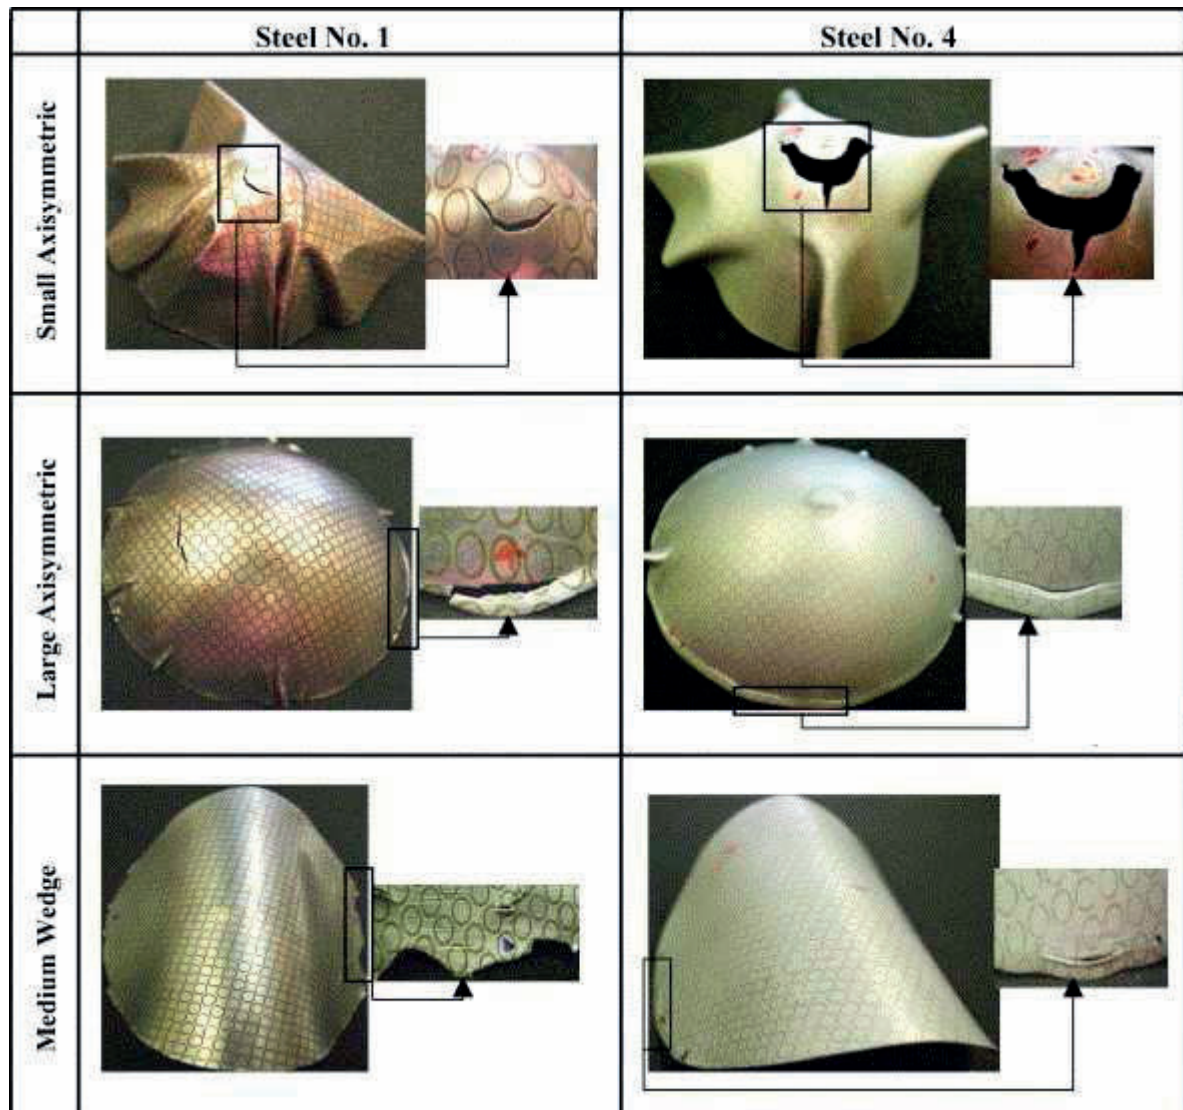 Steel No. 1
Steel No. 4
Small Axisymmetric
Large Axisymmetric
Medium Wedge